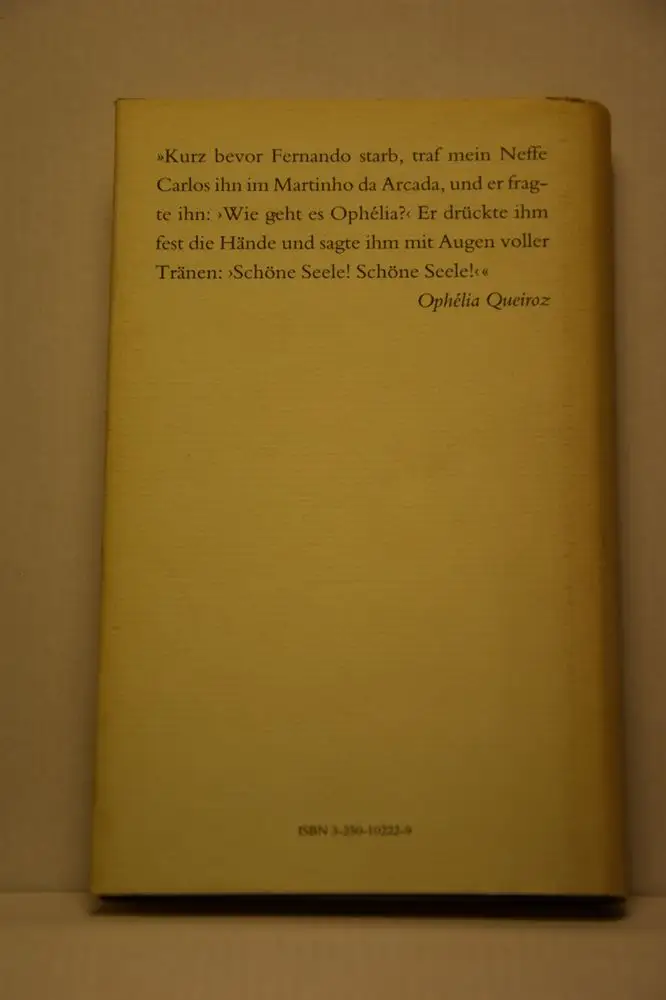 »Kurz bevor Fernando starb, traf mein Neffe
Carlos ihn im Martinho da Arcada, und er frag-
te ihn: ›Wie geht es Ophélia?‹ Er drückte ihm
fest die Hände und sagte ihm mit Augen voller
Tränen: ›Schöne Seele! Schöne Seele!‹«
Ophélia Queiroz
ISBN 3-250-10222-9